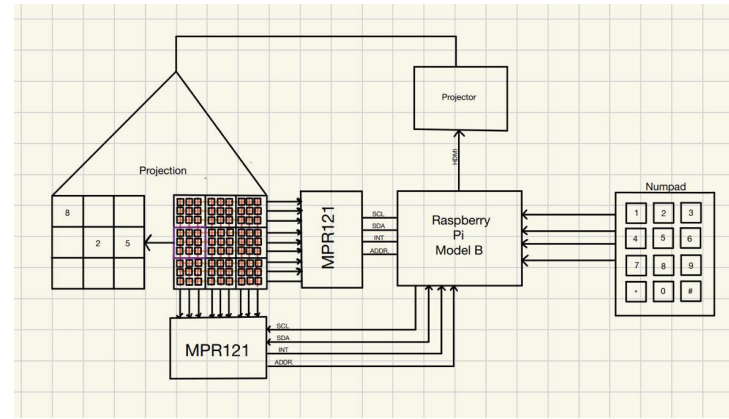 Projector
HDMI
Projection
Numpad
8
2 5
MPR121
SCL
SDA
INT
ADDR.
Raspberry
Pi
Model B
1 2 3
4 5 6
7 8 9
* 0 #
MPR121
SCL
SDA
INT
ADDR.